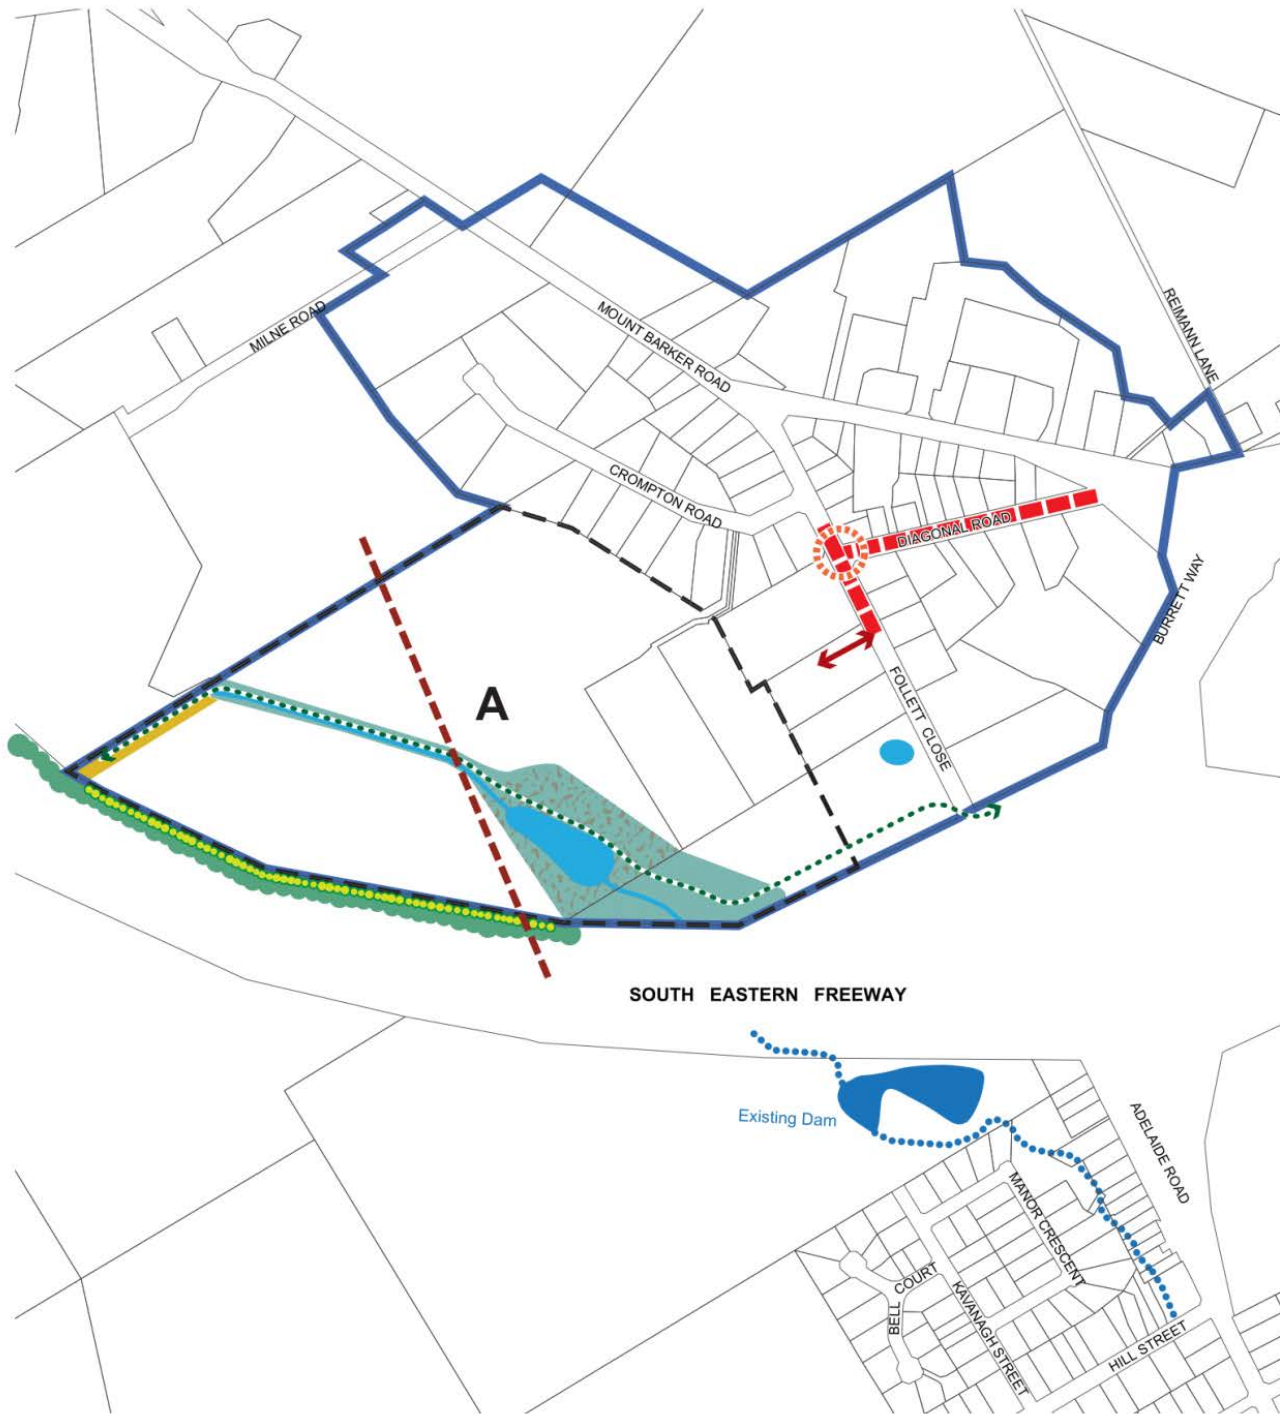 REIMANN LANE
MILNE ROAD
MOUNT BARKER ROAD
CROMPTON ROAD
DIAGONAL ROAD
BURRETT WAY
A
FOLLETT CLOSE
SOUTH EASTERN FREEWAY
Existing Dam
ADELAIDE ROAD
MANOR CRESCENT
BELL COURT
KAVANAGH STREET
HILL STREET